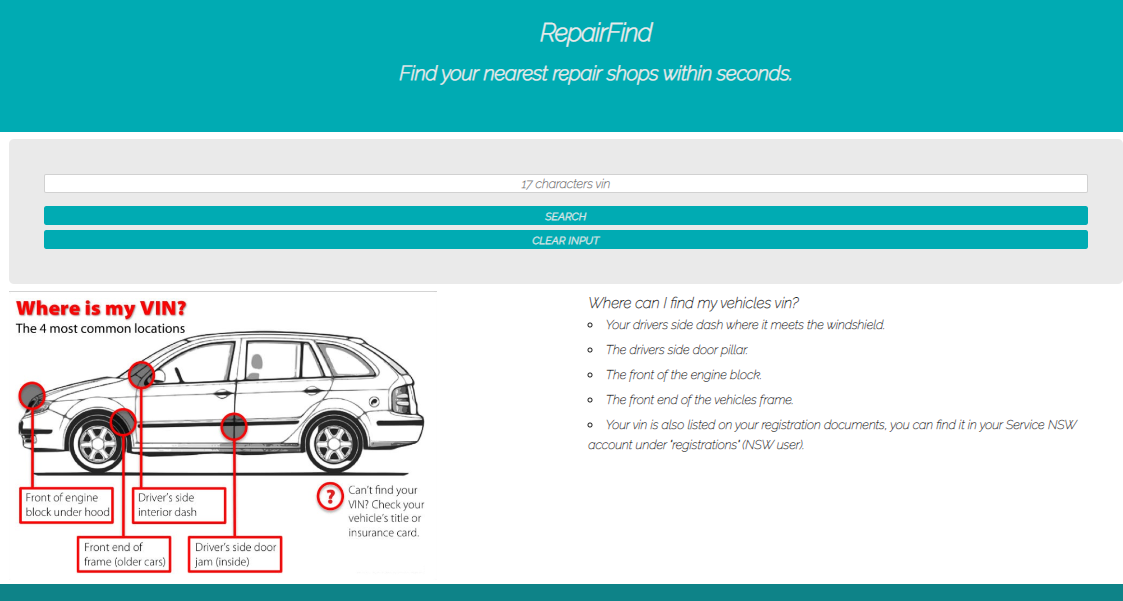 RepairFind
Find your nearest repair shops within seconds.
17 characters vin
SEARCH
CLEAR INPUT
Where is my VIN?
The 4 most common locations
Front of engine
block under hood
Driver's side
interior dash
Front end of
frame (older cars)
Driver's side door
jam (inside)
?
Can't find your
VIN? Check your
vehicle's title or
insurance card.
Where can I find my vehicles vin?
Your drivers side dash where it meets the windshield.
The drivers side door pillar.
The front of the engine block.
The front end of the vehicles frame.
Your vin is also listed on your registration documents, you can find it in your Service NSW
account under "registrations" (NSW user).